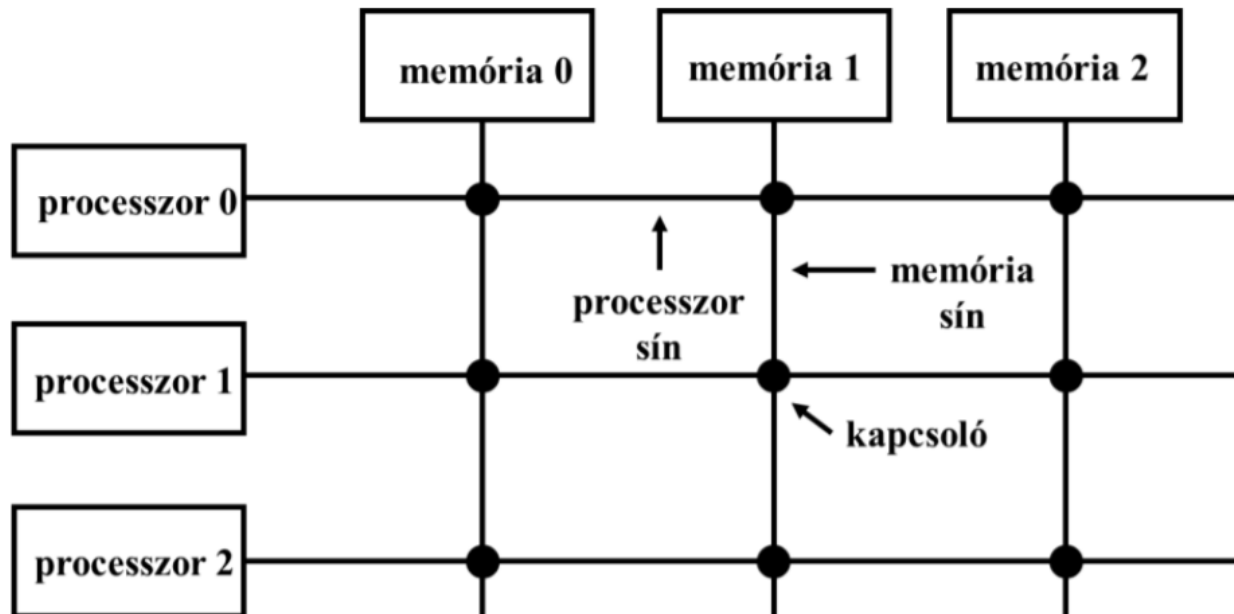 memória 0
memória 1
memória 2
processzor 0
processzor
sín
memória
sín
processzor 1
kapcsoló
processzor 2